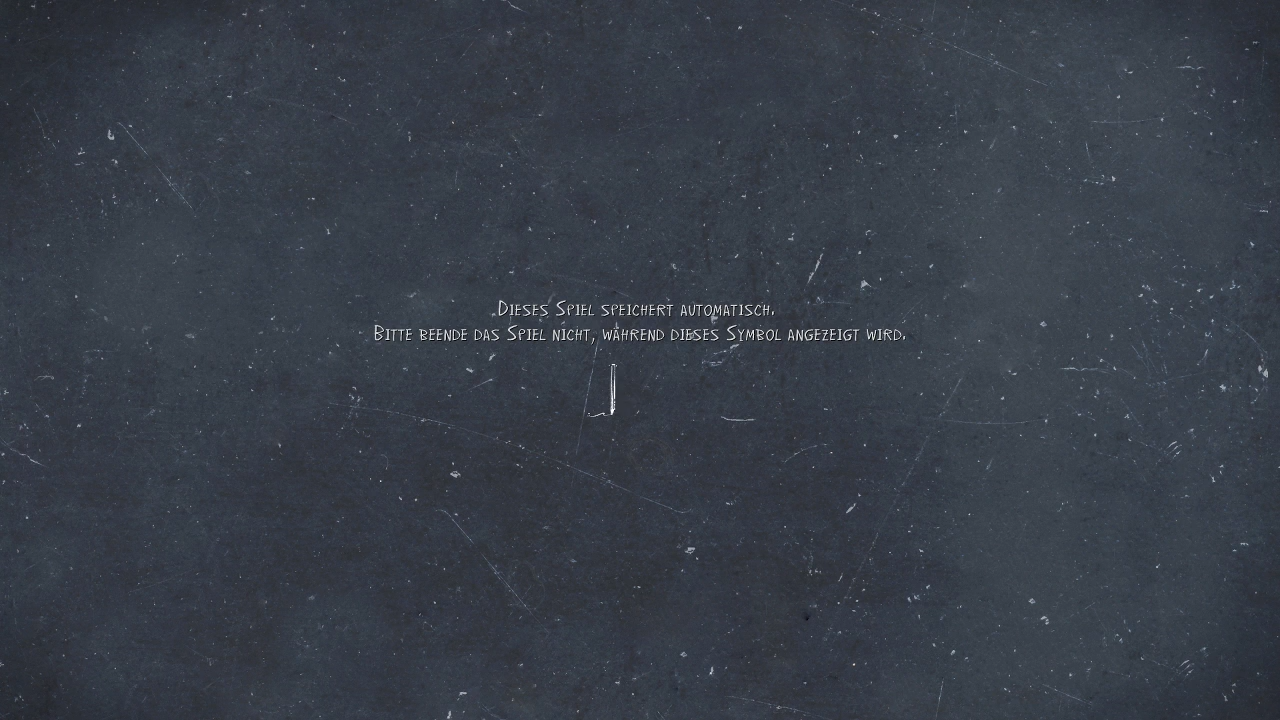 Dieses Spiel speichert automatisch.
Bitte beende das Spiel nicht, während dieses Symbol angezeigt wird.